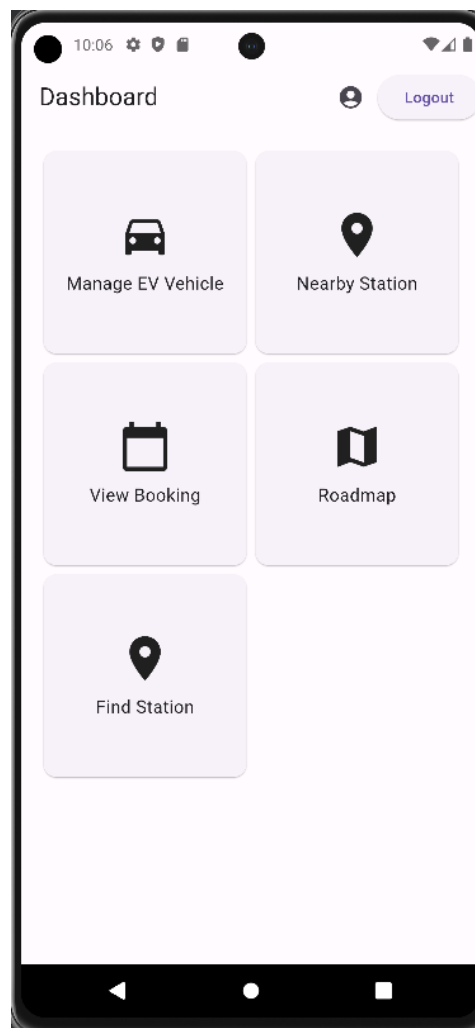 10:06
Dashboard
Logout
Manage EV Vehicle
Nearby Station
View Booking
Roadmap
Find Station